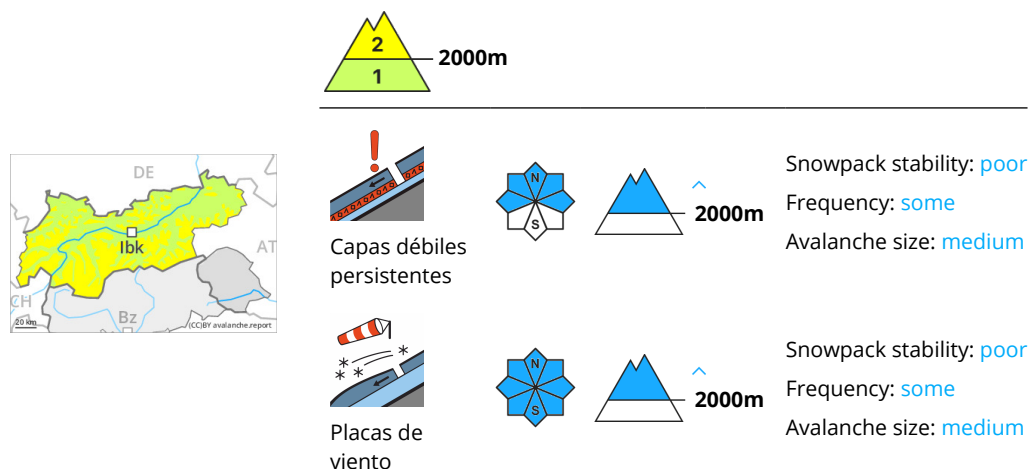 2
2000m
1
DE
Ibk
AT
CH
Bz
20 km
(CC)BY avalanche.report
Capas débiles
persistentes
N
S
2000m
Snowpack stability: poor
Frequency: some
Avalanche size: medium
Placas de
viento
N
S
2000m
Snowpack stability: poor
Frequency: some
Avalanche size: medium